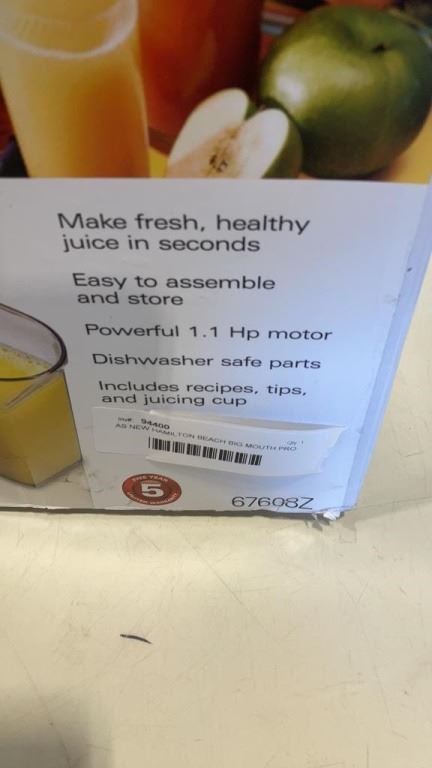 Make fresh, healthy
juice in seconds
Easy to assemble
and store
Powerful 1.1 Hp motor
Dishwasher safe parts
Includes recipes, tips,
and juicing cup
94400
AS NEW HAMILTON BEACH BIG MOUTH PRO
5
67608Z